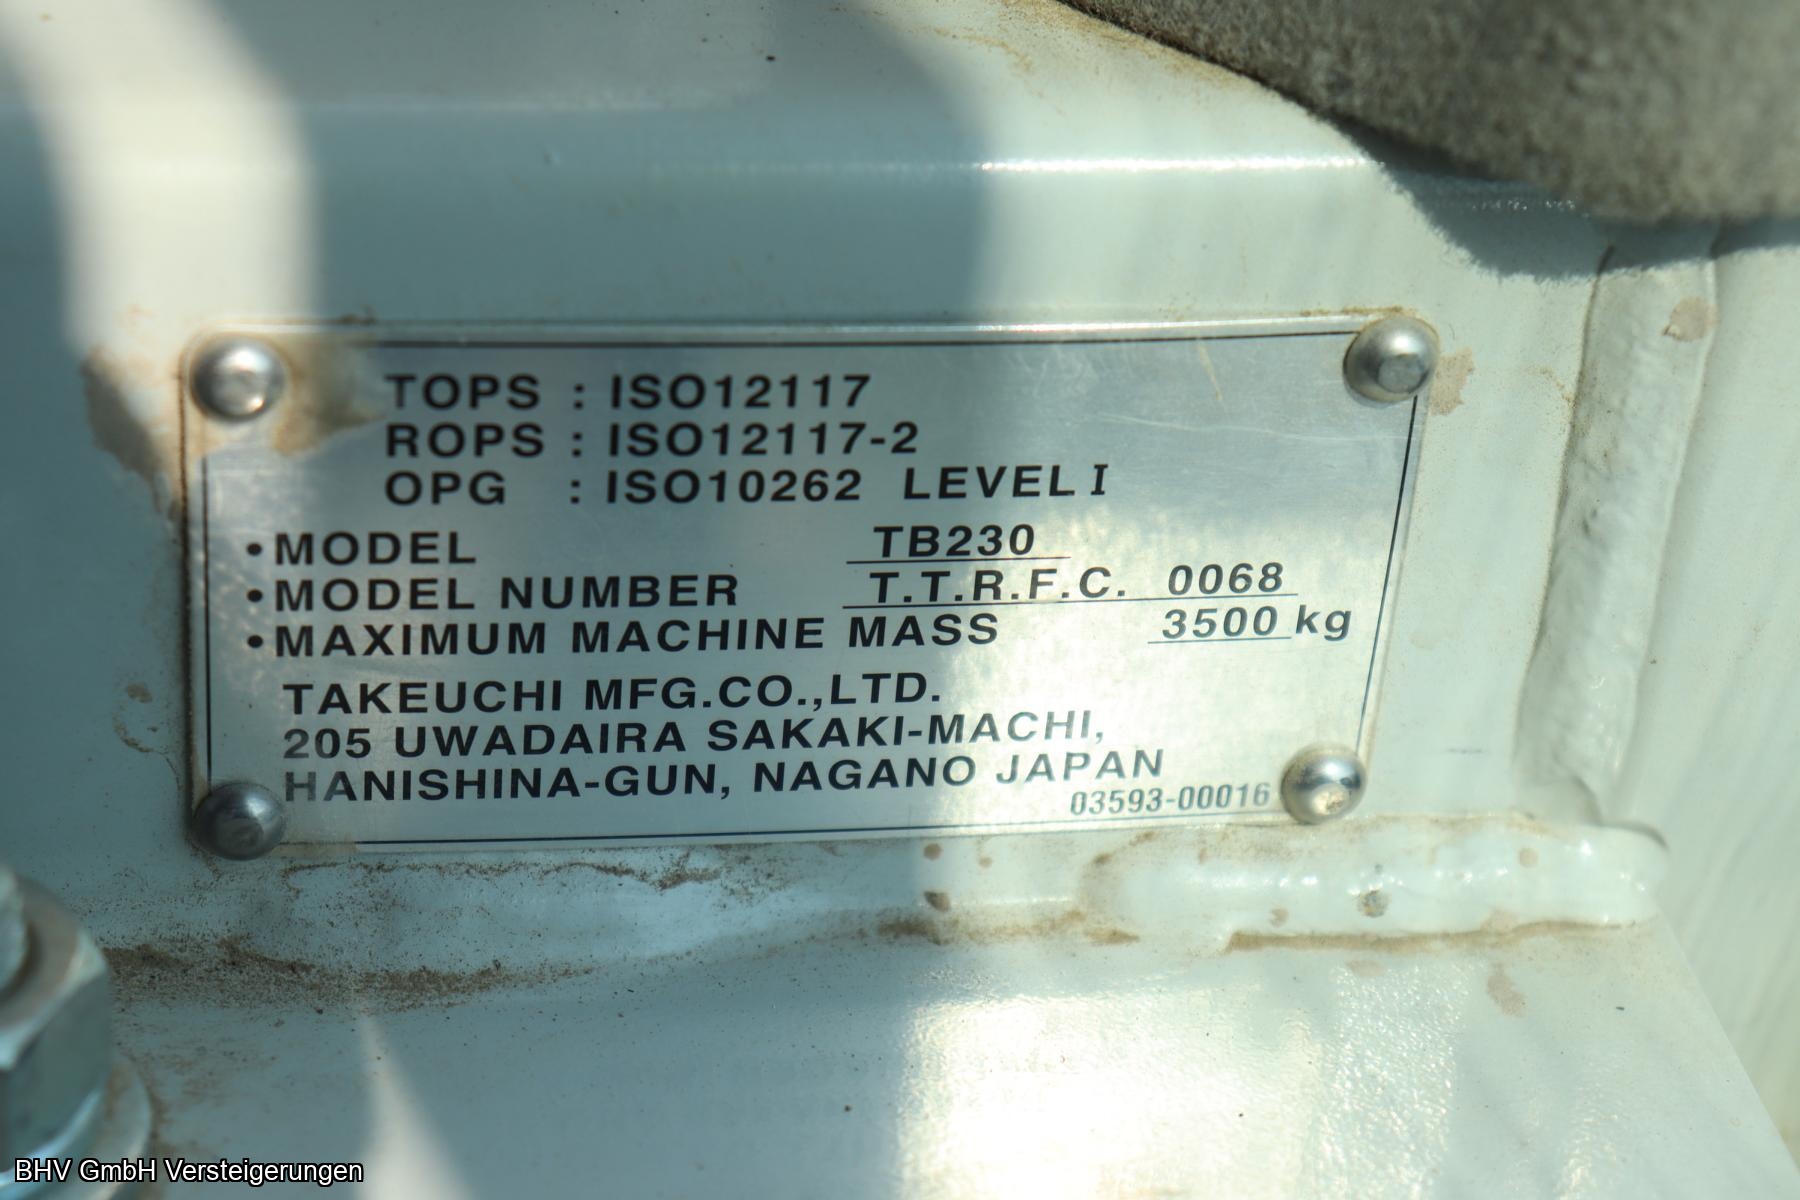 TOPS : ISO12117
ROPS : ISO12117-2
OPG : ISO10262 LEVEL I
•MODEL TB230
•MODEL NUMBER T.T.R.F.C. 0068
•MAXIMUM MACHINE MASS 3500 kg
TAKEUCHI MFG.CO.,LTD.
205 UWADAIRA SAKAKI-MACHI,
HANISHINA-GUN, NAGANO JAPAN
03593-00016
BHV GmbH Versteigerungen